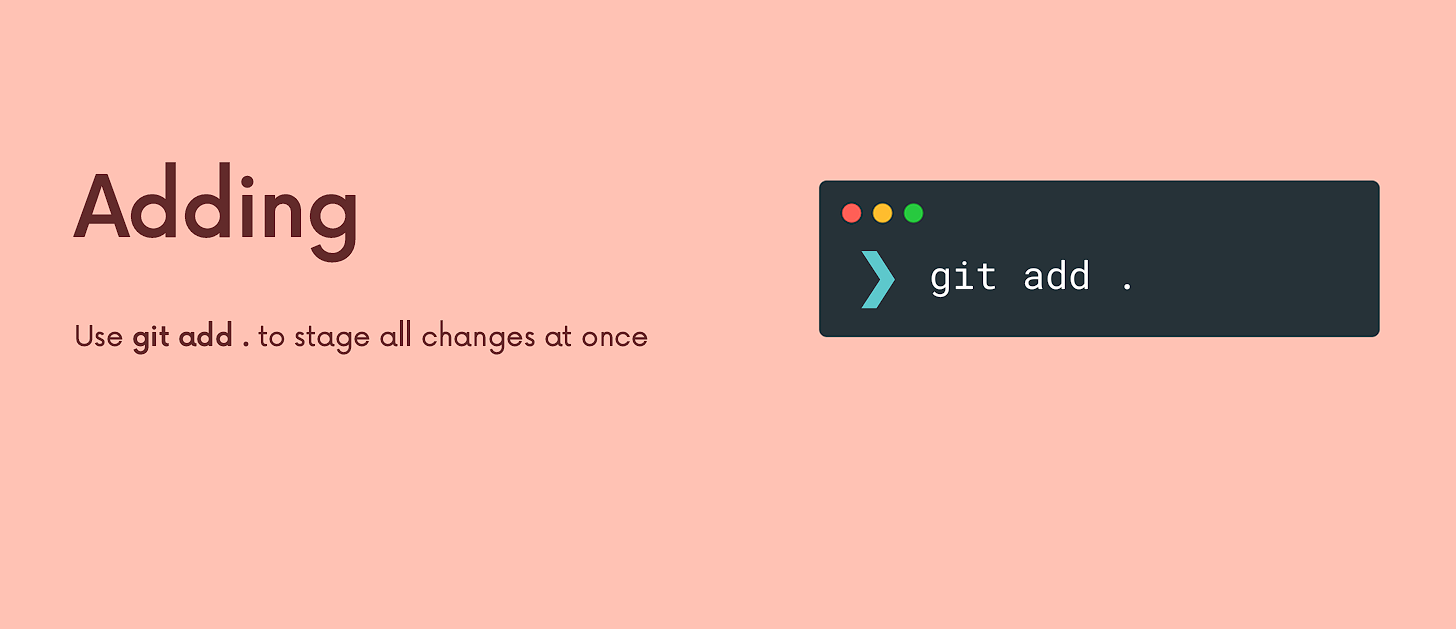 Adding
Use git add . to stage all changes at once
❯ git add .